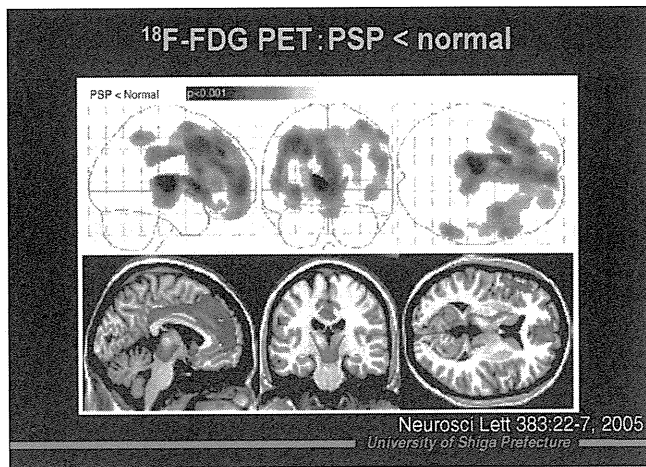 18F-FDG PET:PSP < normal
PSP < Normal p<0.001
Neurosci Lett 383:22-7, 2005
University of Shiga Prefecture